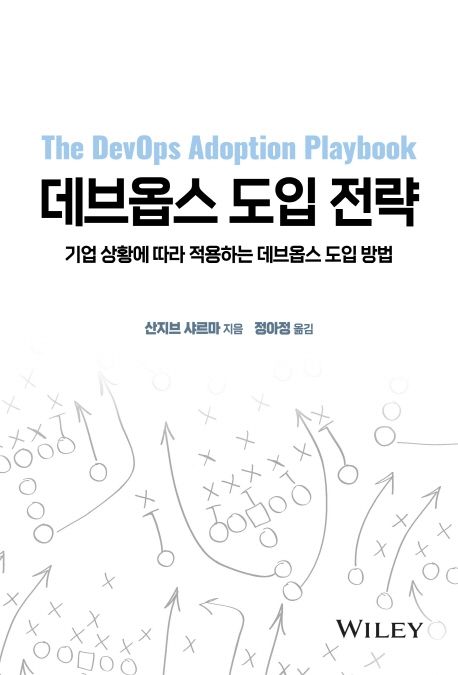 The DevOps Adoption Playbook
데브옵스 도입 전략
기업 상황에 따라 적용하는 데브옵스 도입 방법
산지브 샤르마 지음 정아정 옮김
WILEY